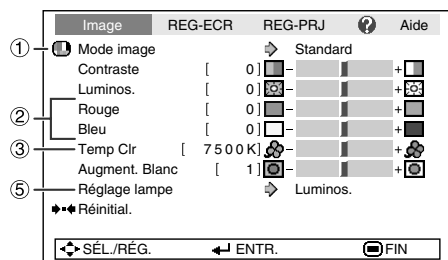 Image REG-ECR REG-PRJ ? Aide
① Mode image Standard
Contraste [ 0] - +
Luminos. [ 0] - +
② Rouge [ 0] - +
Bleu [ 0] - +
③ Temp Clr [ 7500K] - +
Augment. Blanc [ 1] - +
⑤ Réglage lampe Luminos.
Réinitial.
SÉL./RÉG. ENTR. FIN